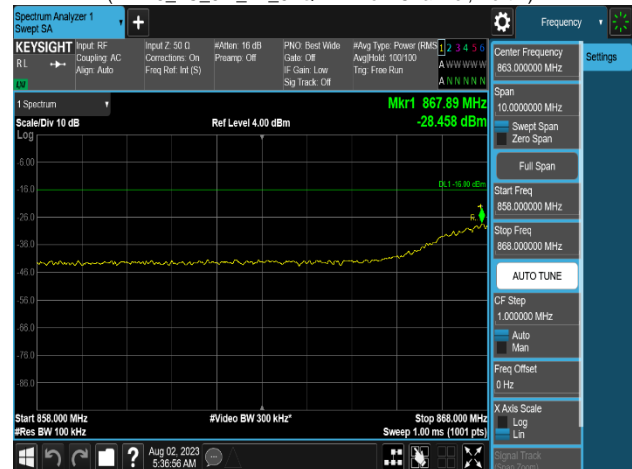 Spectrum Analyzer 1
Swept SA
Frequency
KEYSIGHT
R L
LXI
Input: RF
Coupling: AC
Align: Auto
Input Z: 50 Ω
Corrections: On
Freq Ref: Int (S)
#Atten: 16 dB
Preamp: Off
PNO: Best Wide
Gate: Off
IF Gain: Low
Sig Track: Off
#Avg Type: Power (RMS
Avg|Hold: 100/100
Trig: Free Run
1 2 3 4 5 6
A W W W W W
A N N N N N
1 Spectrum
Scale/Div 10 dB
Ref Level 4.00 dBm
Mkr1 867.89 MHz
-28.458 dBm
Log
-6.00
-16.0
-26.0
-36.0
-46.0
-56.0
-66.0
-76.0
-86.0
DL1 -16.00 dBm
Start 858.000 MHz
#Res BW 100 kHz
#Video BW 300 kHz*
Stop 868.000 MHz
Sweep 1.00 ms (1001 pts)
Aug 02, 2023
5:36:56 AM
Center Frequency
863.000000 MHz
Settings
Span
10.0000000 MHz
Swept Span
Zero Span
Full Span
Start Freq
858.000000 MHz
Stop Freq
868.000000 MHz
AUTO TUNE
CF Step
1.000000 MHz
Auto
Man
Freq Offset
0 Hz
X Axis Scale
Log
Lin
Signal Track
(Span Zoom)